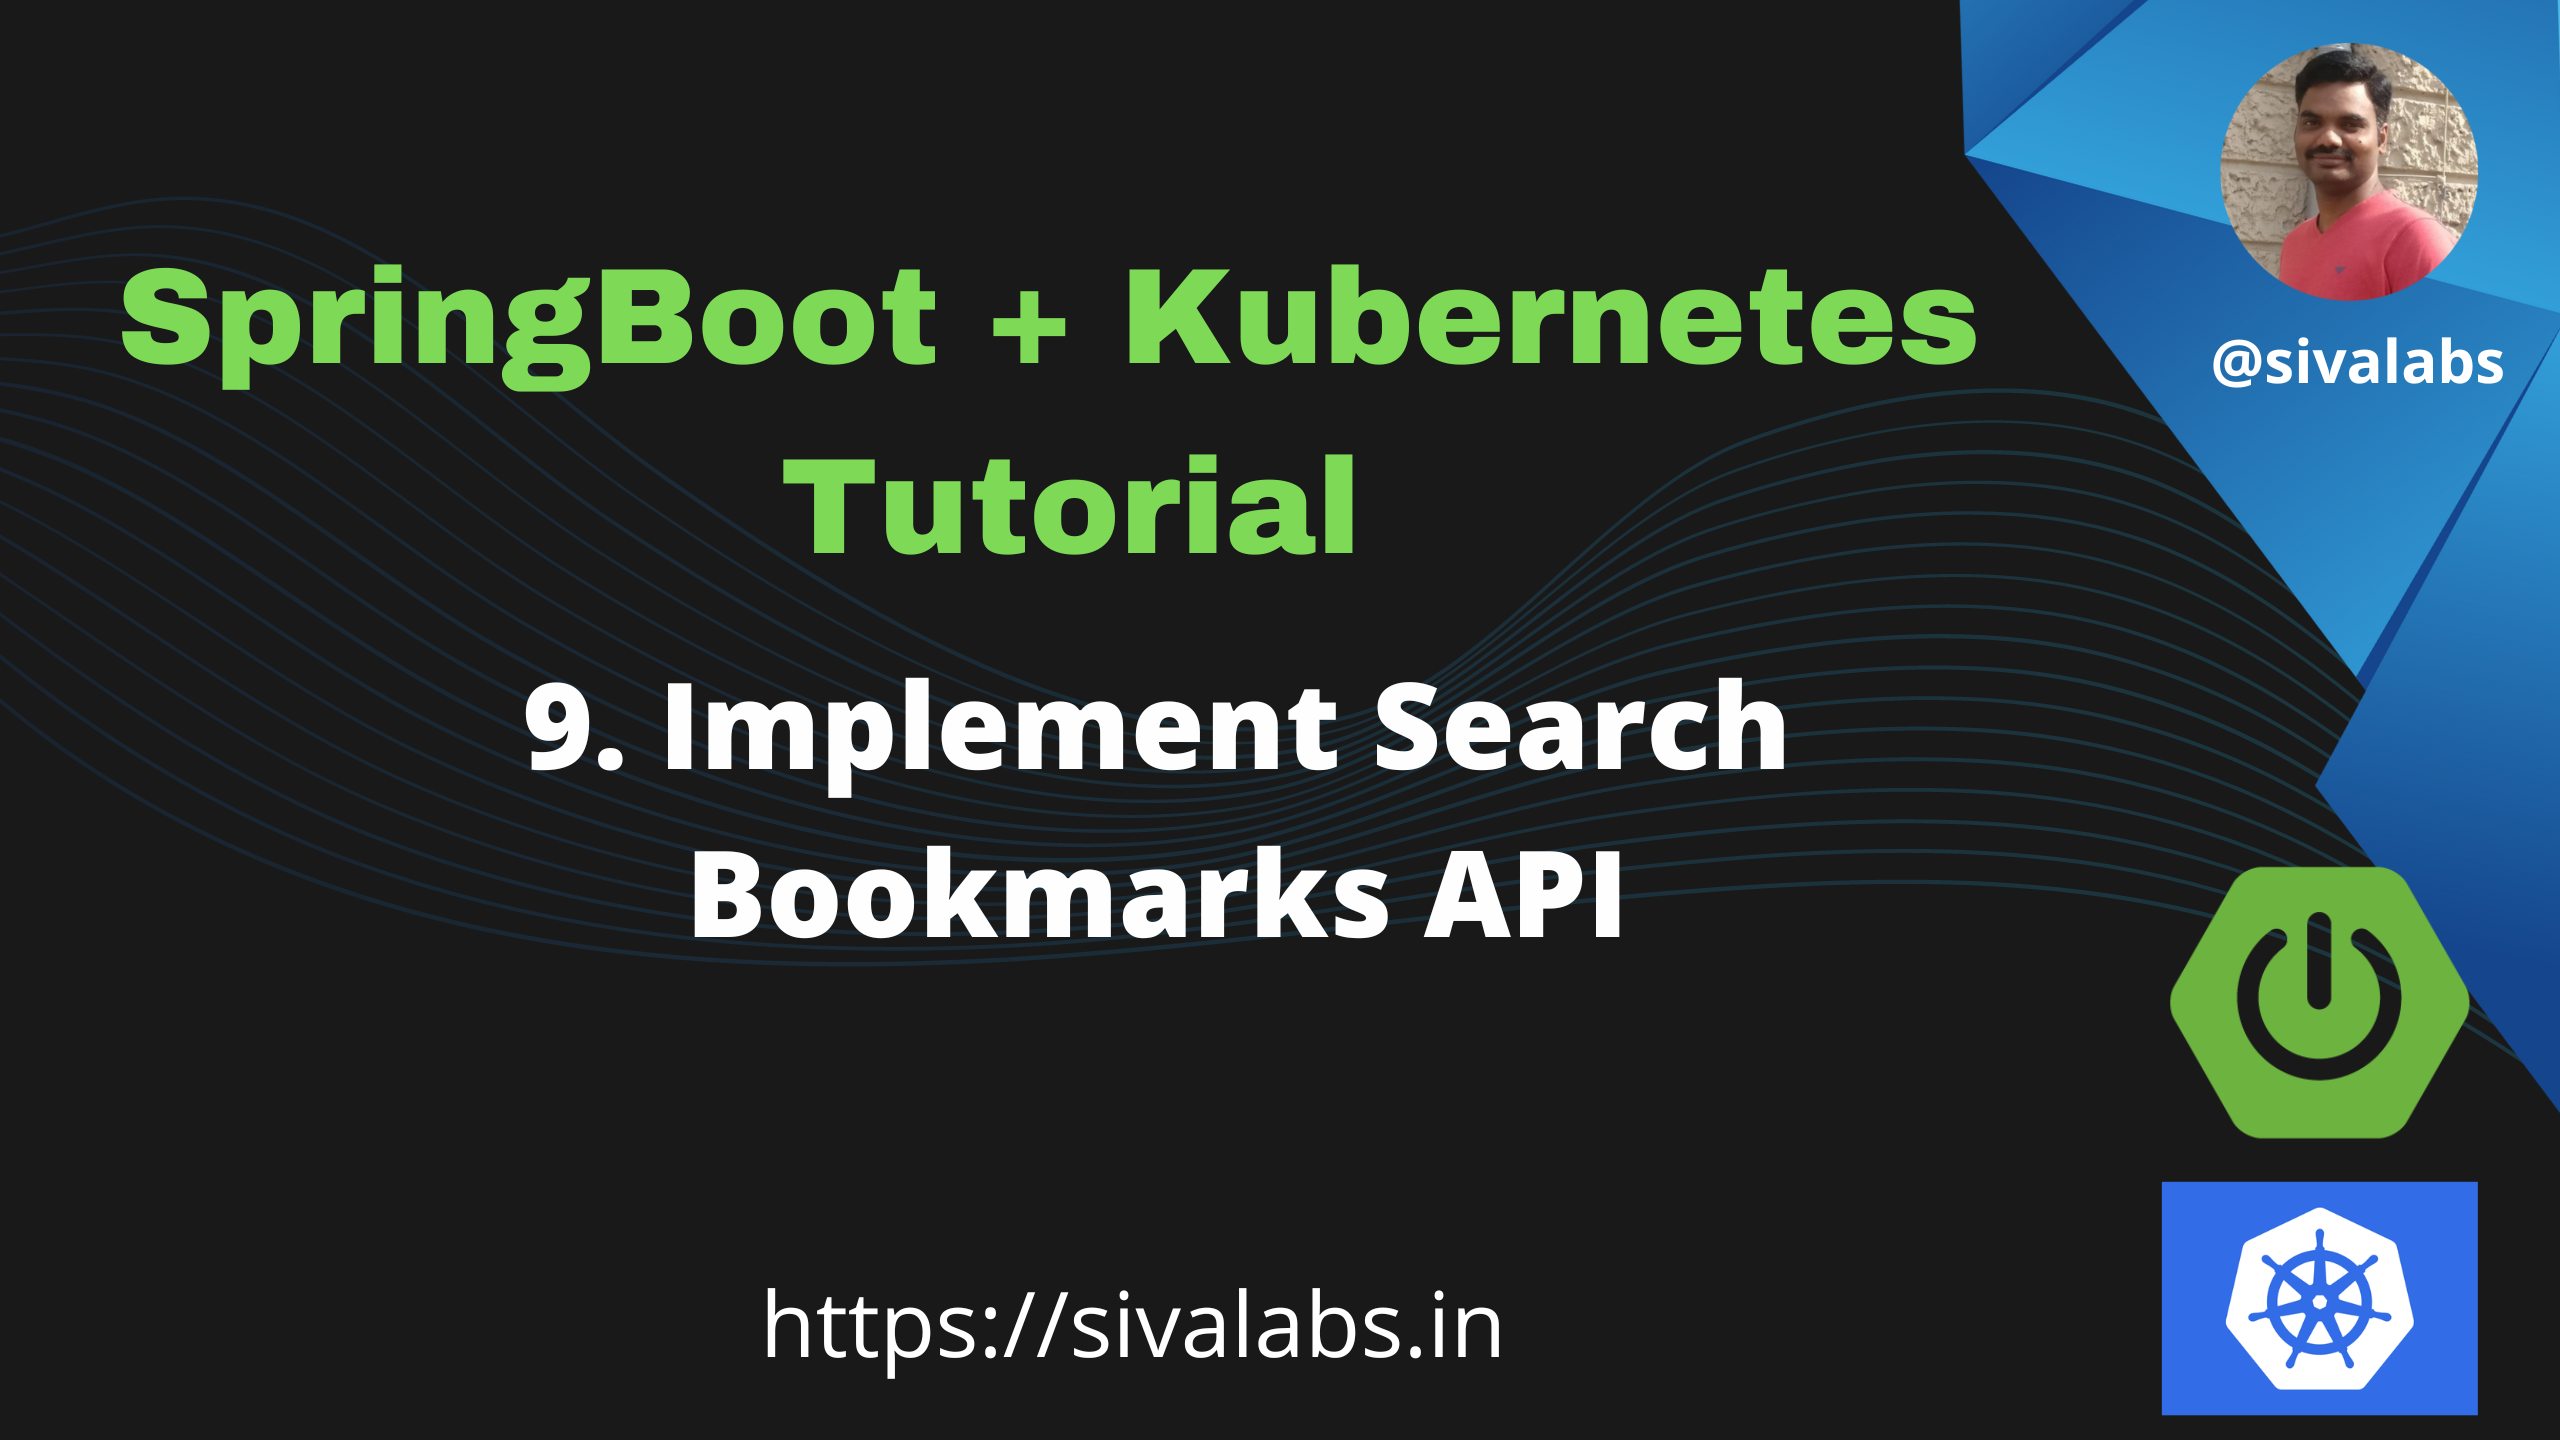 SpringBoot + Kubernetes
Tutorial
@sivalabs
9. Implement Search
Bookmarks API
https://sivalabs.in